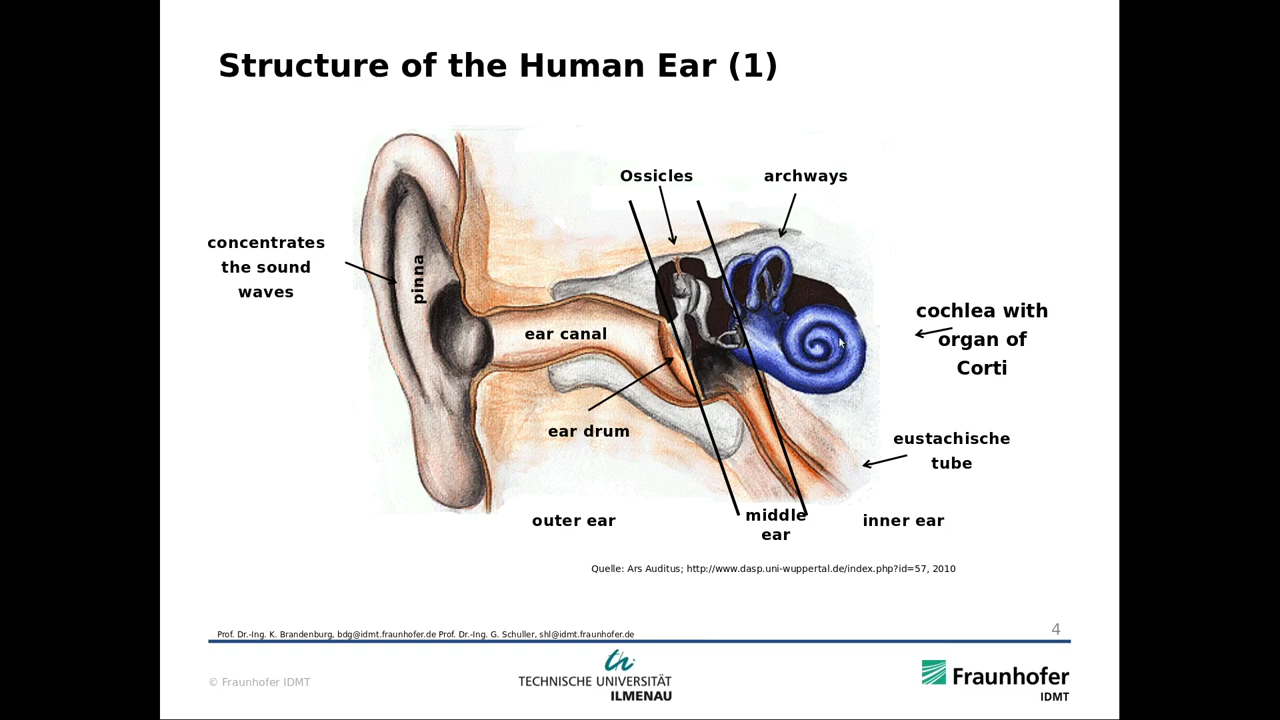 Structure of the Human Ear (1)
Ossicles
archways
concentrates
the sound
waves
pinna
ear canal
cochlea with
organ of
Corti
ear drum
eustachische
tube
outer ear
middle
ear
inner ear
Quelle: Ars Auditus; http://www.dasp.uni-wuppertal.de/index.php?id=57, 2010
Prof. Dr.-Ing. K. Brandenburg, bdg@idmt.fraunhofer.de Prof. Dr.-Ing. G. Schuller, shl@idmt.fraunhofer.de
4
© Fraunhofer IDMT
th
TECHNISCHE UNIVERSITÄT
ILMENAU
Fraunhofer
IDMT